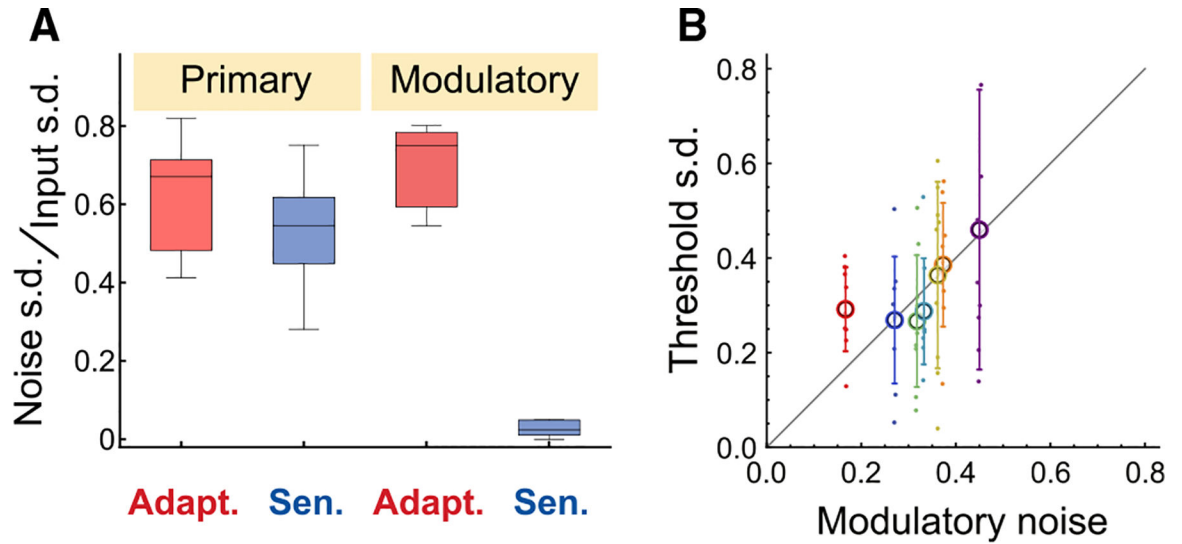 A
Primary
Modulatory
Noise s.d./Input s.d.
0.8
0.6
0.4
0.2
0
Adapt.
Sen.
Adapt.
Sen.
B
Threshold s.d.
0.8
0.6
0.4
0.2
0.0
0.0
0.2
0.4
0.6
0.8
Modulatory noise